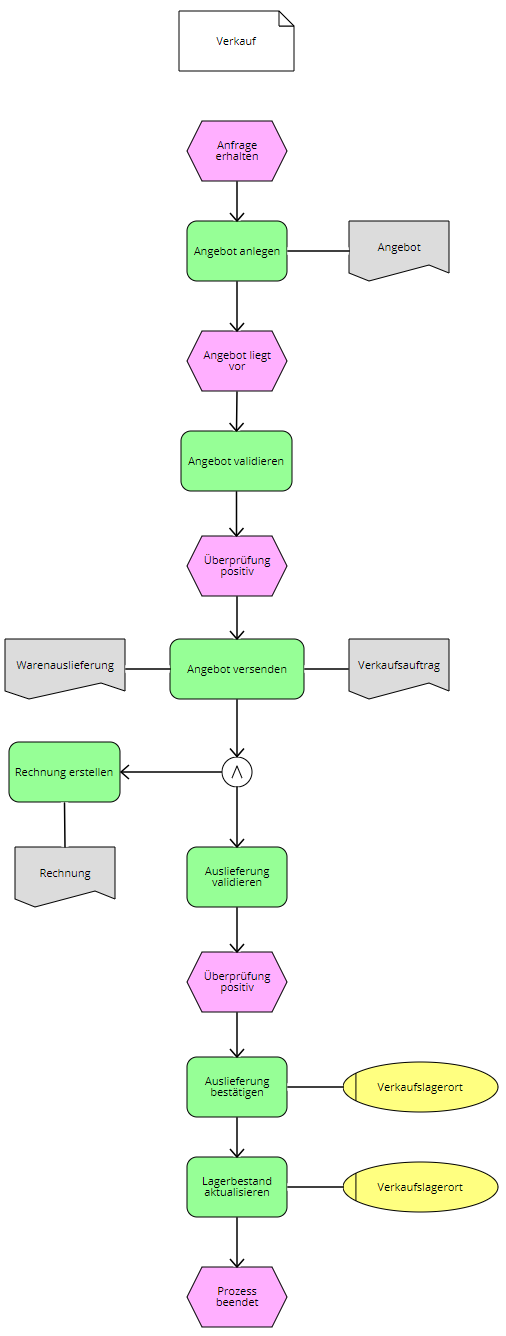 Verkauf
Anfrage
erhalten
Angebot anlegen
Angebot
Angebot liegt
vor
Angebot validieren
Überprüfung
positiv
Warenauslieferung
Angebot versenden
Verkaufsauftrag
Rechnung erstellen
Rechnung
Auslieferung
validieren
Überprüfung
positiv
Auslieferung
bestätigen
Verkaufslagerort
Lagerbestand
aktualisieren
Verkaufslagerort
Prozess
beendet